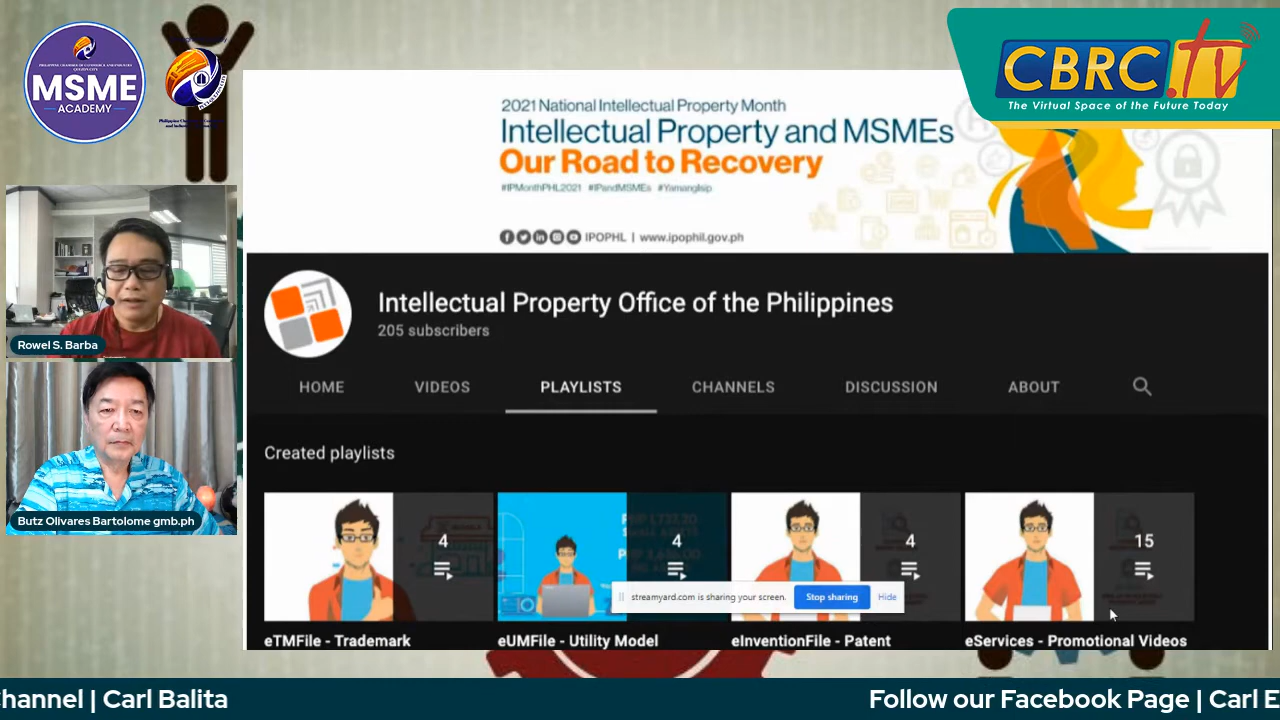 MSME
ACADEMY
CBRC.tv
The Virtual Space of the Future Today
2021 National Intellectual Property Month
Intellectual Property and MSMEs
Our Road to Recovery
#IPMonthPHL2021 #IPandMSMEs #YamangIsip
IPOPHL | www.ipophil.gov.ph
Intellectual Property Office of the Philippines
205 subscribers
HOME VIDEOS PLAYLISTS CHANNELS DISCUSSION ABOUT
Created playlists
4 4 4 15
streamyard.com is sharing your screen. Stop sharing Hide
eTMFile - Trademark eUMFile - Utility Model eInventionFile - Patent eServices - Promotional Videos
Rowel S. Barba
Butz Olivares Bartolome gmb.ph
hannel | Carl Balita Follow our Facebook Page | Carl